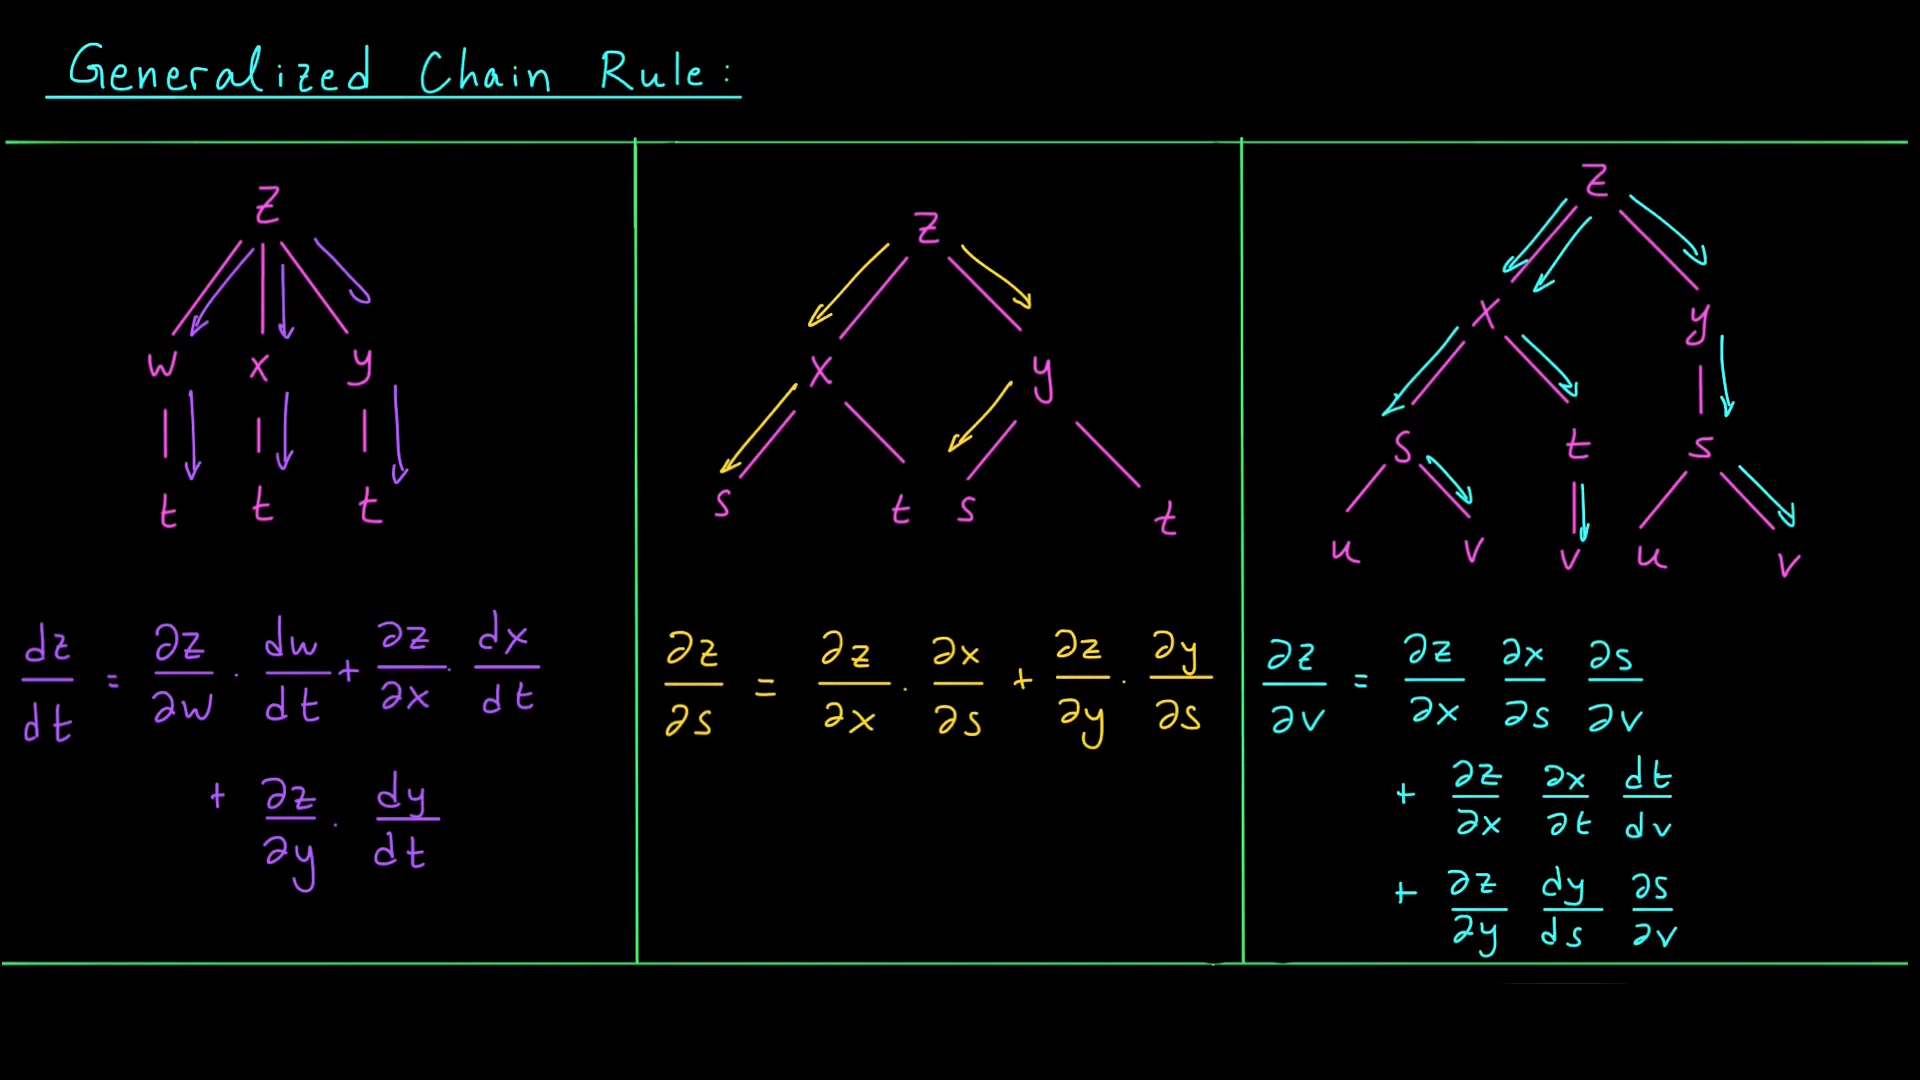 Generalized Chain Rule:
z
w x y
t t t
dz/dt = ∂z/∂w · dw/dt + ∂z/∂x · dx/dt
+ ∂z/∂y · dy/dt
z
x y
s t s t
∂z/∂s = ∂z/∂x · ∂x/∂s + ∂z/∂y · ∂y/∂s
z
x y
s t s
u v v u v
∂z/∂v = ∂z/∂x ∂x/∂s ∂s/∂v
+ ∂z/∂x ∂x/∂t dt/dv
+ ∂z/∂y dy/ds ∂s/∂v